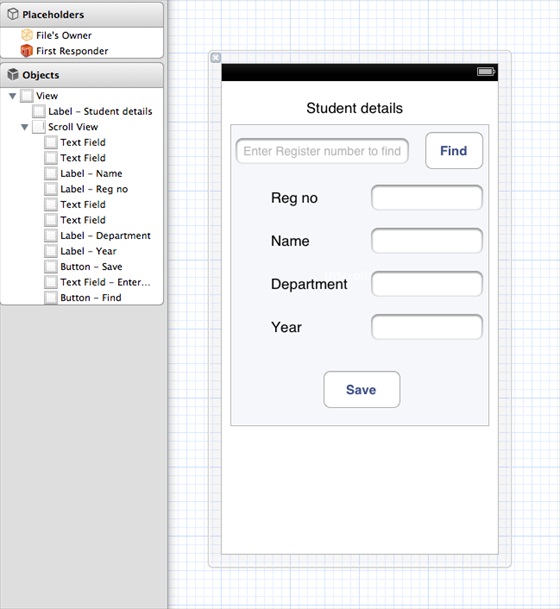 Placeholders
File's Owner
First Responder
Objects
View
Label – Student details
Scroll View
Text Field
Text Field
Label – Name
Label – Reg no
Text Field
Text Field
Label – Department
Label – Year
Button – Save
Text Field – Enter...
Button – Find
Student details
Enter Register number to find
Find
Reg no
Name
Department
Year
Save